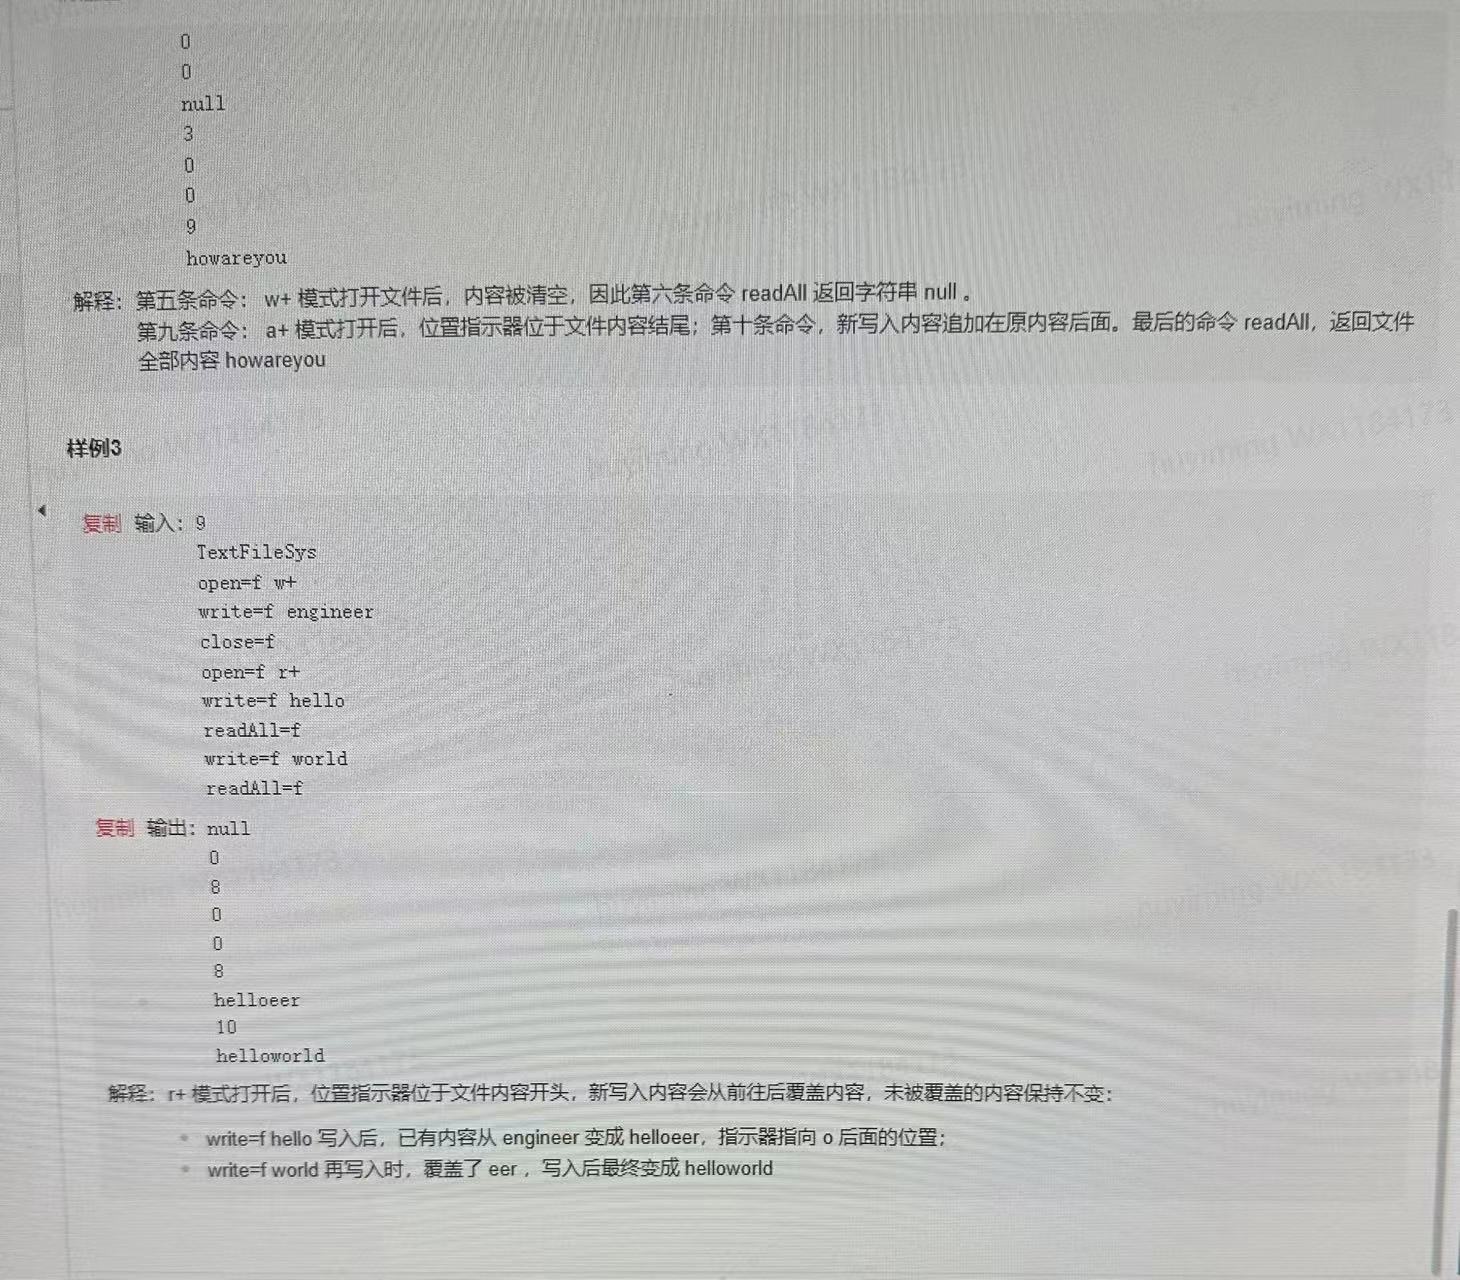 0
0
null
3
0
0
9
howareyou
解释：第五条命令： w+ 模式打开文件后，内容被清空，因此第六条命令 readAll 返回字符串 null 。
第九条命令： a+ 模式打开后，位置指示器位于文件内容结尾；第十条命令，新写入内容追加在原内容后面。最后的命令 readAll，返回文件
全部内容 howareyou
样例3
复制 输入：9
TextFileSys
open=f w+
write=f engineer
close=f
open=f r+
write=f hello
readAll=f
write=f world
readAll=f
复制 输出：null
0
8
0
0
8
helloeer
10
helloworld
解释：r+ 模式打开后，位置指示器位于文件内容开头，新写入内容会从前往后覆盖内容，未被覆盖的内容保持不变：
write=f hello 写入后，已有内容从 engineer 变成 helloeer，指示器指向 o 后面的位置；
write=f world 再写入时，覆盖了 eer ，写入后最终变成 helloworld